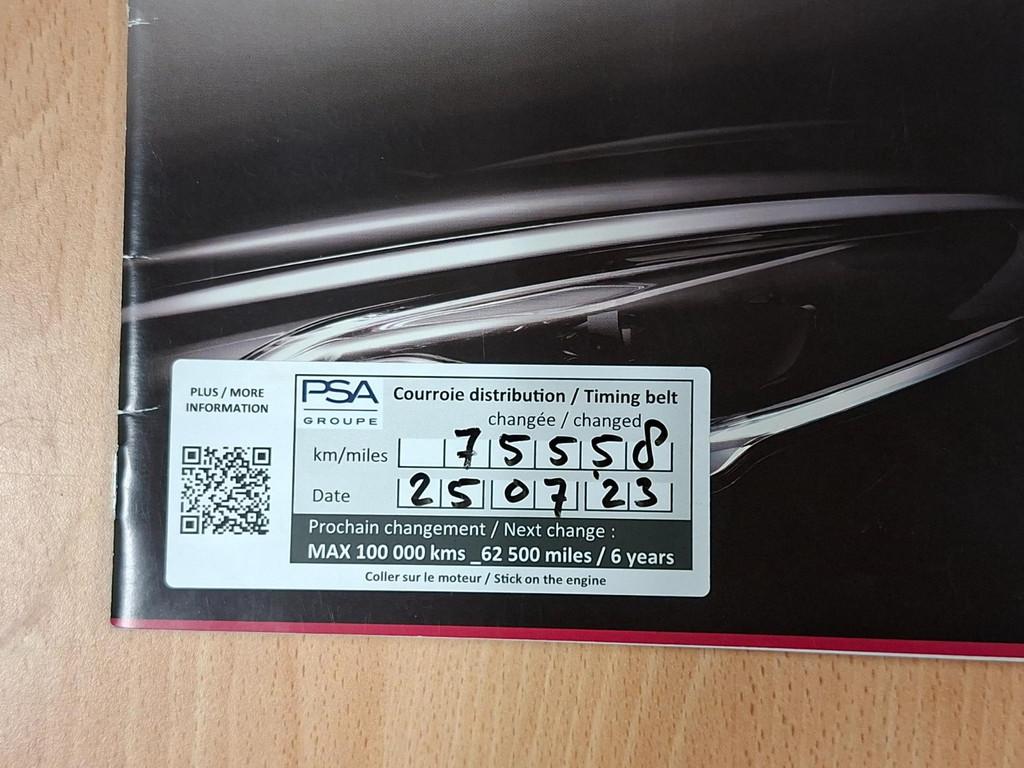 PLUS / MORE
INFORMATION
PSA
GROUPE
Courroie distribution / Timing belt
changée / changed
km/miles 75558
Date 25 07 23
Prochain changement / Next change :
MAX 100 000 kms _62 500 miles / 6 years
Coller sur le moteur / Stick on the engine